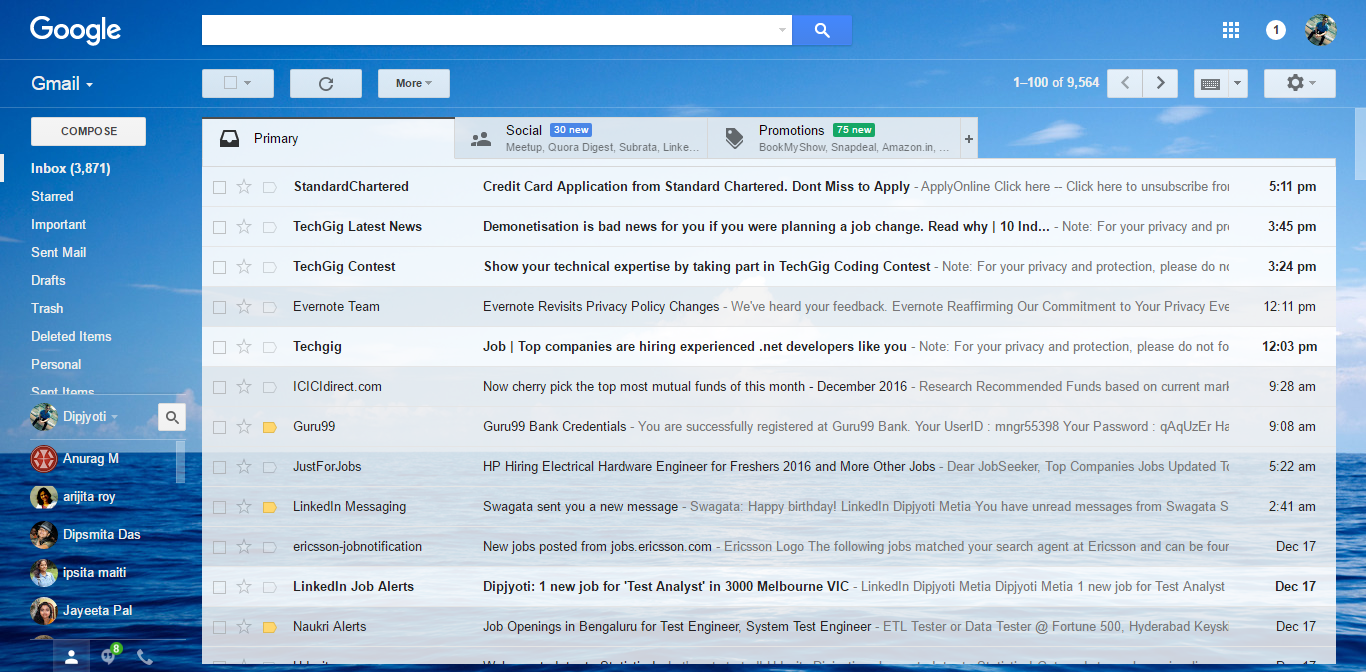 Google
1
Gmail
More
1–100 of 9,564
COMPOSE
Inbox (3,871)
Starred
Important
Sent Mail
Drafts
Trash
Deleted Items
Personal
Sent Items
Dipjyoti
Anurag M
arijita roy
Dipsmita Das
ipsita maiti
Jayeeta Pal
8
Primary
Social 30 new
Meetup, Quora Digest, Subrata, Linke...
Promotions 75 new
BookMyShow, Snapdeal, Amazon.in, ...
+
StandardChartered Credit Card Application from Standard Chartered. Dont Miss to Apply - ApplyOnline Click here -- Click here to unsubscribe from 5:11 pm
TechGig Latest News Demonetisation is bad news for you if you were planning a job change. Read why | 10 Ind... - Note: For your privacy and pr 3:45 pm
TechGig Contest Show your technical expertise by taking part in TechGig Coding Contest - Note: For your privacy and protection, please do no 3:24 pm
Evernote Team Evernote Revisits Privacy Policy Changes - We've heard your feedback. Evernote Reaffirming Our Commitment to Your Privacy Eve 12:11 pm
Techgig Job | Top companies are hiring experienced .net developers like you - Note: For your privacy and protection, please do not fo 12:03 pm
ICICIdirect.com Now cherry pick the top most mutual funds of this month - December 2016 - Research Recommended Funds based on current mark 9:28 am
Guru99 Guru99 Bank Credentials - You are successfully registered at Guru99 Bank. Your UserID : mngr55398 Your Password : qAqUzEr Ha 9:08 am
JustForJobs HP Hiring Electrical Hardware Engineer for Freshers 2016 and More Other Jobs - Dear JobSeeker, Top Companies Jobs Updated To 5:22 am
LinkedIn Messaging Swagata sent you a new message - Swagata: Happy birthday! LinkedIn Dipjyoti Metia You have unread messages from Swagata S 2:41 am
ericsson-jobnotification New jobs posted from jobs.ericsson.com - Ericsson Logo The following jobs matched your search agent at Ericsson and can be four Dec 17
LinkedIn Job Alerts Dipjyoti: 1 new job for 'Test Analyst' in 3000 Melbourne VIC - LinkedIn Dipjyoti Metia Dipjyoti Metia 1 new job for Test Analyst Dec 17
Naukri Alerts Job Openings in Bengaluru for Test Engineer, System Test Engineer - ETL Tester or Data Tester @ Fortune 500, Hyderabad Keyski Dec 17